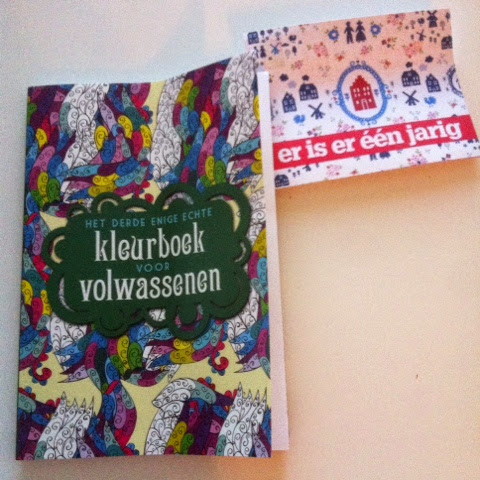 HET DERDE ENIGE ECHTE
kleurboek
VOOR
volwassenen
er is er één jarig